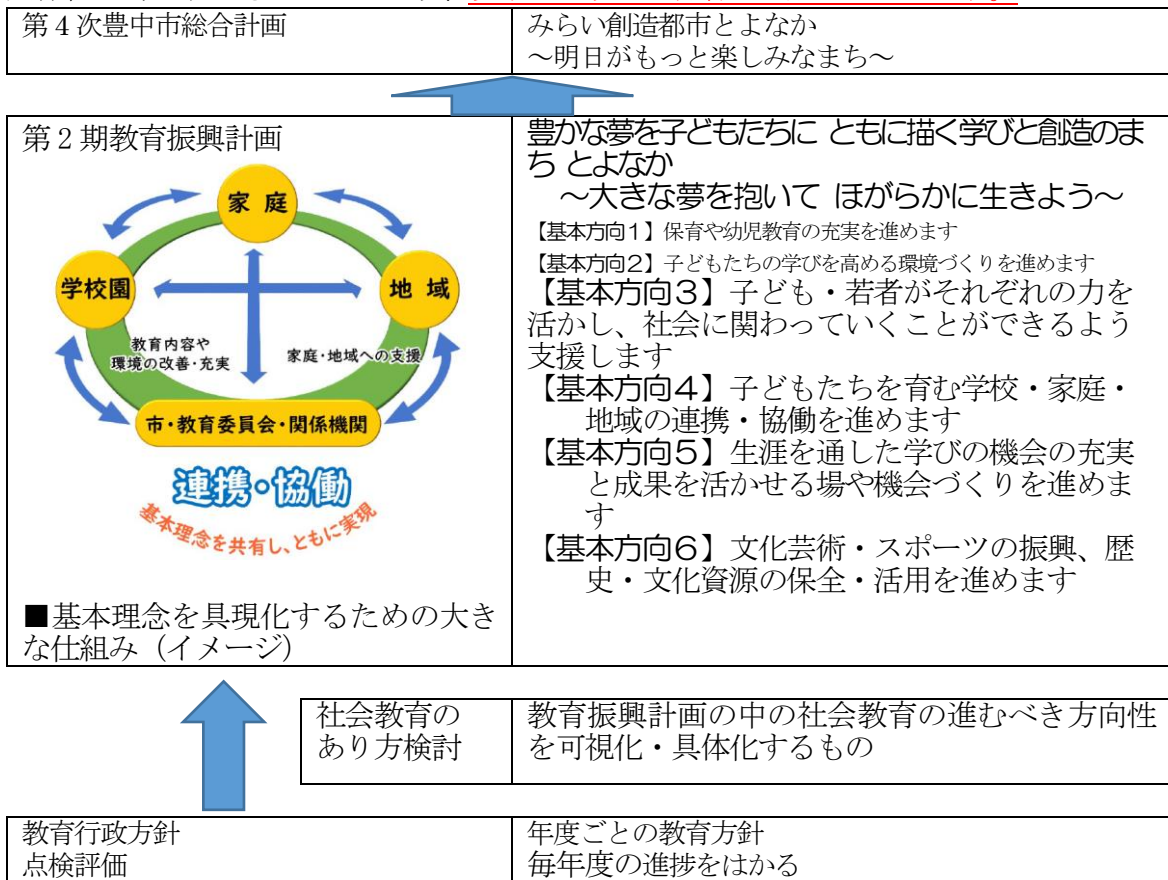 第4次豊中市総合計画
みらい創造都市とよなか
～明日がもっと楽しみなまち～
第2期教育振興計画
家庭
学校園
地域
教育内容や
環境の改善・充実
家庭・地域への支援
市・教育委員会・関係機関
連携・協働
基本理念を共有し、ともに実現
■基本理念を具現化するための大き
な仕組み（イメージ）
豊かな夢を子どもたちに ともに描く学びと創造のま
ち とよなか
～大きな夢を抱いて ほがらかに生きよう～
【基本方向1】保育や幼児教育の充実を進めます
【基本方向2】子どもたちの学びを高める環境づくりを進めます
【基本方向3】子ども・若者がそれぞれの力を
活かし、社会に関わっていくことができるよう
支援します
【基本方向4】子どもたちを育む学校・家庭・
地域の連携・協働を進めます
【基本方向5】生涯を通した学びの機会の充実
と成果を活かせる場や機会づくりを進めま
す
【基本方向6】文化芸術・スポーツの振興、歴
史・文化資源の保全・活用を進めます
社会教育の
あり方検討
教育振興計画の中の社会教育の進むべき方向性
を可視化・具体化するもの
教育行政方針
点検評価
年度ごとの教育方針
毎年度の進捗をはかる